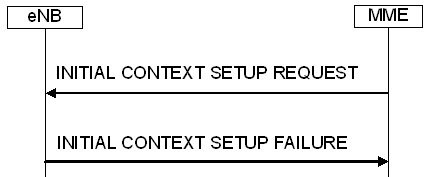 eNB
MME
INITIAL CONTEXT SETUP REQUEST
INITIAL CONTEXT SETUP FAILURE